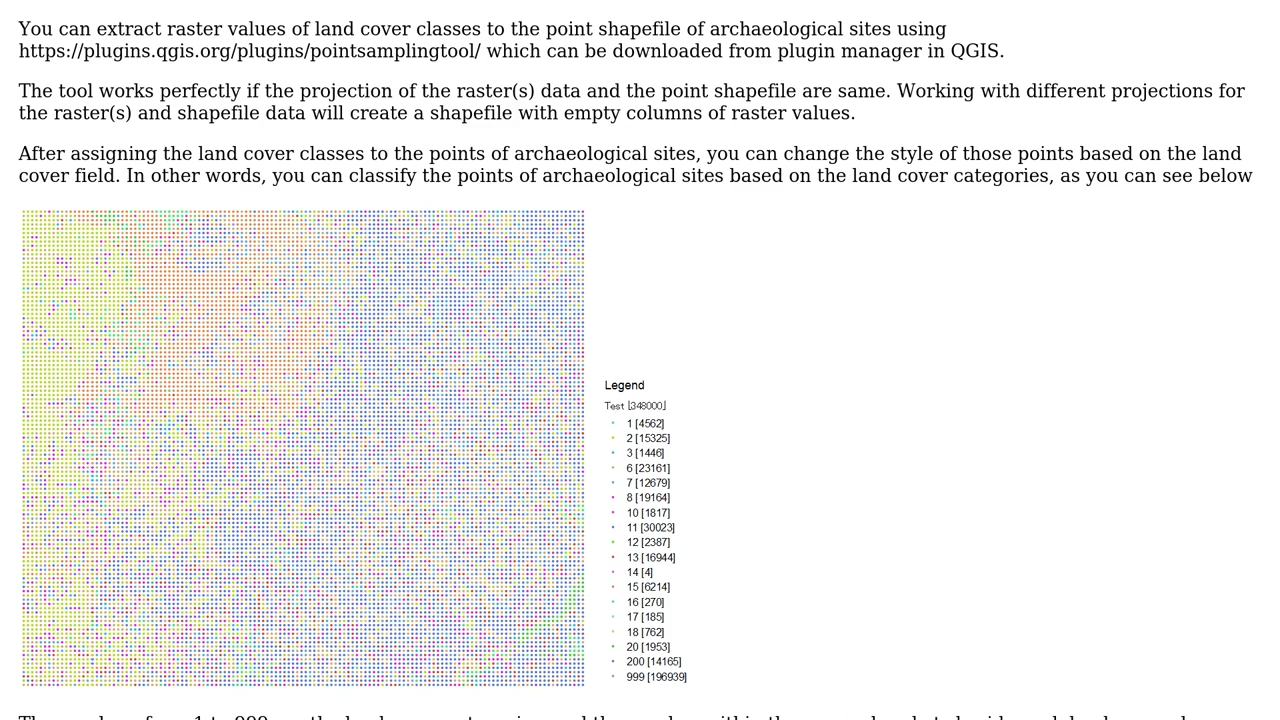 You can extract raster values of land cover classes to the point shapefile of archaeological sites using
https://plugins.qgis.org/plugins/pointsamplingtool/ which can be downloaded from plugin manager in QGIS.
The tool works perfectly if the projection of the raster(s) data and the point shapefile are same. Working with different projections for
the raster(s) and shapefile data will create a shapefile with empty columns of raster values.
After assigning the land cover classes to the points of archaeological sites, you can change the style of those points based on the land
cover field. In other words, you can classify the points of archaeological sites based on the land cover categories, as you can see below
Legend
Test [348000]
1 [4562]
2 [15325]
3 [1446]
6 [23161]
7 [12679]
8 [19164]
10 [1817]
11 [30023]
12 [2387]
13 [16944]
14 [4]
15 [6214]
16 [270]
17 [185]
18 [762]
20 [1953]
200 [14165]
999 [196939]